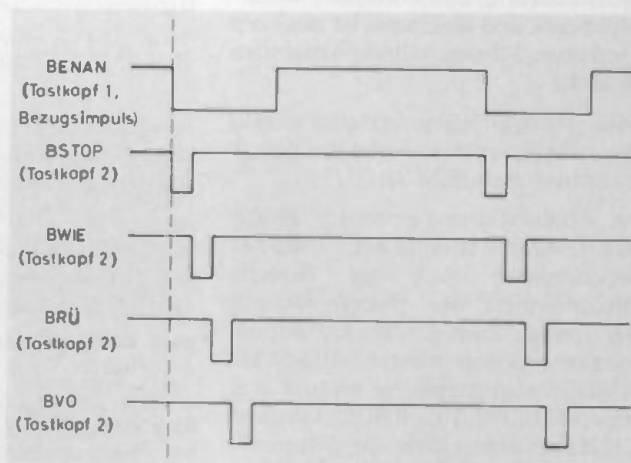 BENAN
(Tastkopf 1,
Bezugsimpuls)
BSTOP
(Tastkopf 2)
BWIE
(Tastkopf 2)
BRÜ
(Tastkopf 2)
BVO
(Tastkopf 2)